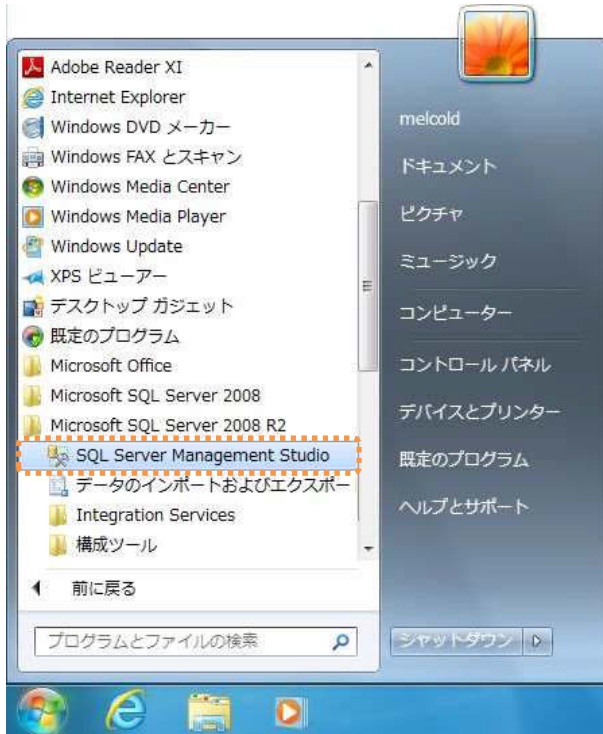 Adobe Reader XI
Internet Explorer
Windows DVD メーカー
Windows FAX とスキャン
Windows Media Center
Windows Media Player
Windows Update
XPS ビューアー
デスクトップ ガジェット
既定のプログラム
Microsoft Office
Microsoft SQL Server 2008
Microsoft SQL Server 2008 R2
SQL Server Management Studio
データのインポートおよびエクスポー
Integration Services
構成ツール
前に戻る
プログラムとファイルの検索
melcold
ドキュメント
ピクチャ
ミュージック
コンピューター
コントロール パネル
デバイスとプリンター
既定のプログラム
ヘルプとサポート
シャットダウン